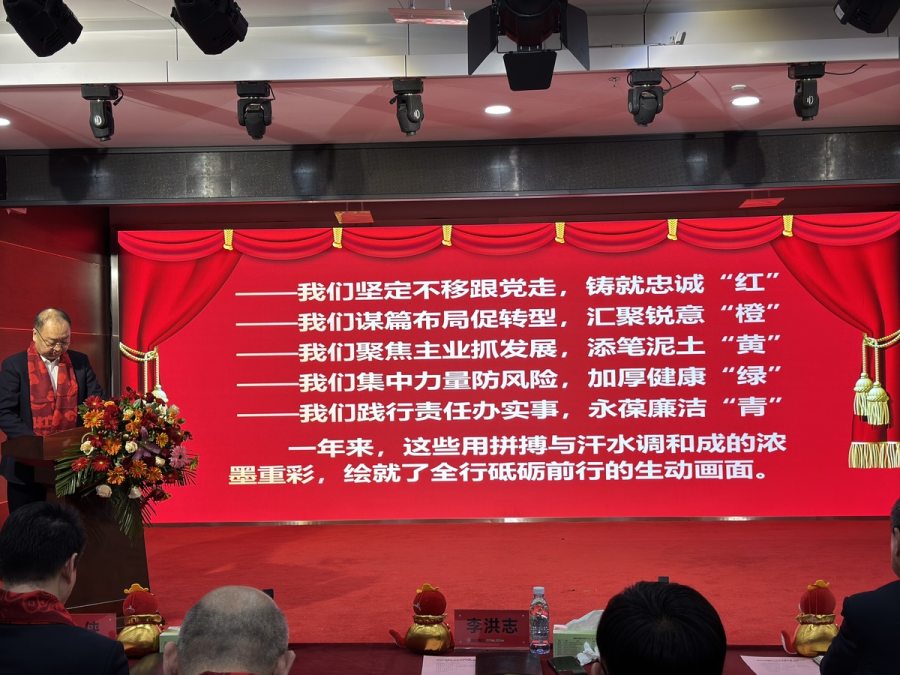 ——我们坚定不移跟党走，铸就忠诚“红”
——我们谋篇布局促转型，汇聚锐意“橙”
——我们聚焦主业抓发展，添笔泥土“黄”
——我们集中力量防风险，加厚健康“绿”
——我们践行责任办实事，永葆廉洁“青”
一年来，这些用拼搏与汗水调和成的浓
墨重彩，绘就了全行砥砺前行的生动画面。
李洪志